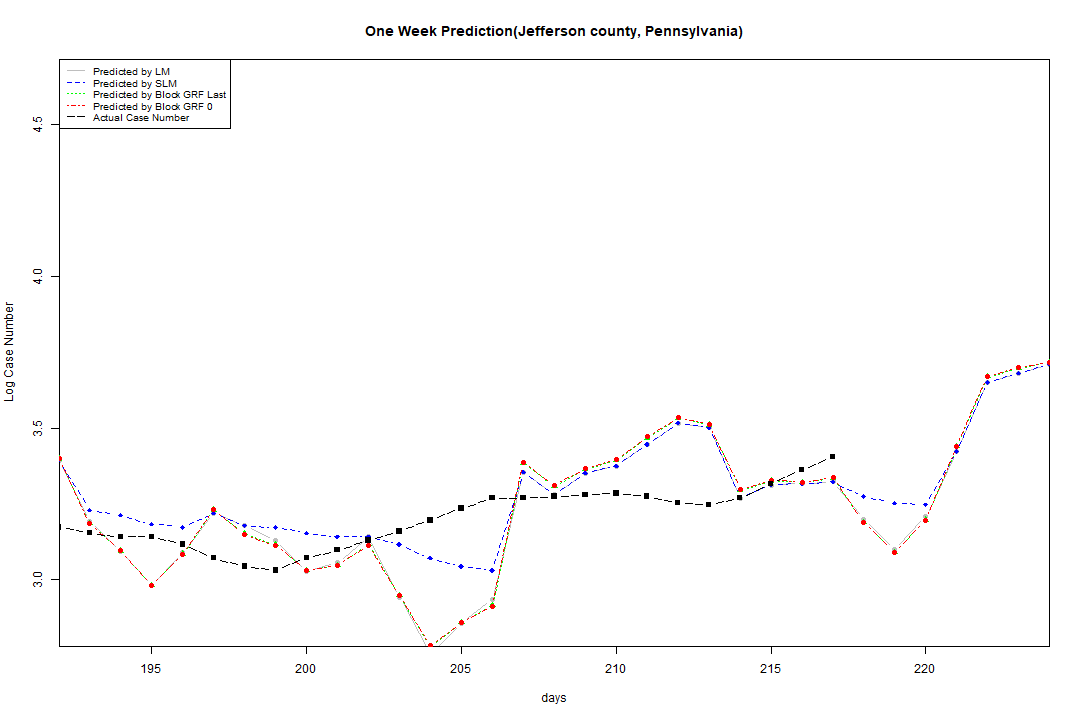 One Week Prediction(Jefferson county, Pennsylvania)
Predicted by LM
Predicted by SLM
Predicted by Block GRF Last
Predicted by Block GRF 0
Actual Case Number
4.5
4.0
3.5
3.0
Log Case Number
195 200 205 210 215 220
days